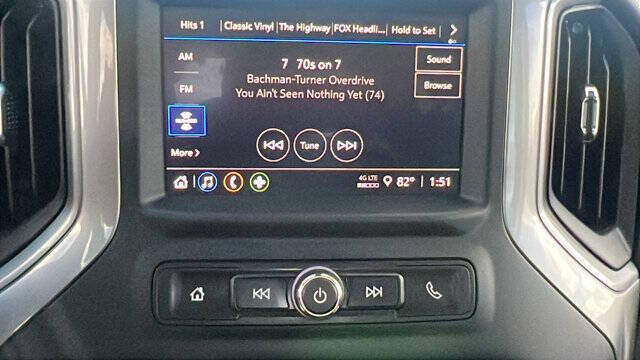 Hits 1 | Classic Vinyl | The Highway | FOX Headli... | Hold to Set
AM
7 70s on 7
Sound
Bachman-Turner Overdrive
FM
You Ain't Seen Nothing Yet (74)
Browse
Tune
More
4G LTE 82° 1:51